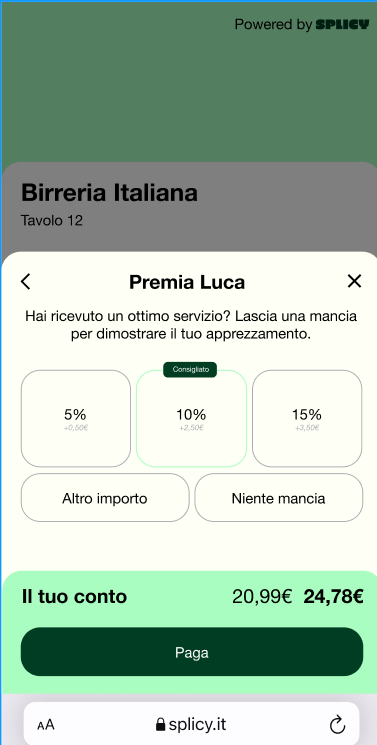 Powered by SPLICY
Birreria Italiana
Tavolo 12
Premia Luca
Hai ricevuto un ottimo servizio? Lascia una mancia
per dimostrare il tuo apprezzamento.
Consigliato
5%
+0,50€
10%
+2,50€
15%
+3,50€
Altro importo
Niente mancia
Il tuo conto 20,99€ 24,78€
Paga
AA splicy.it